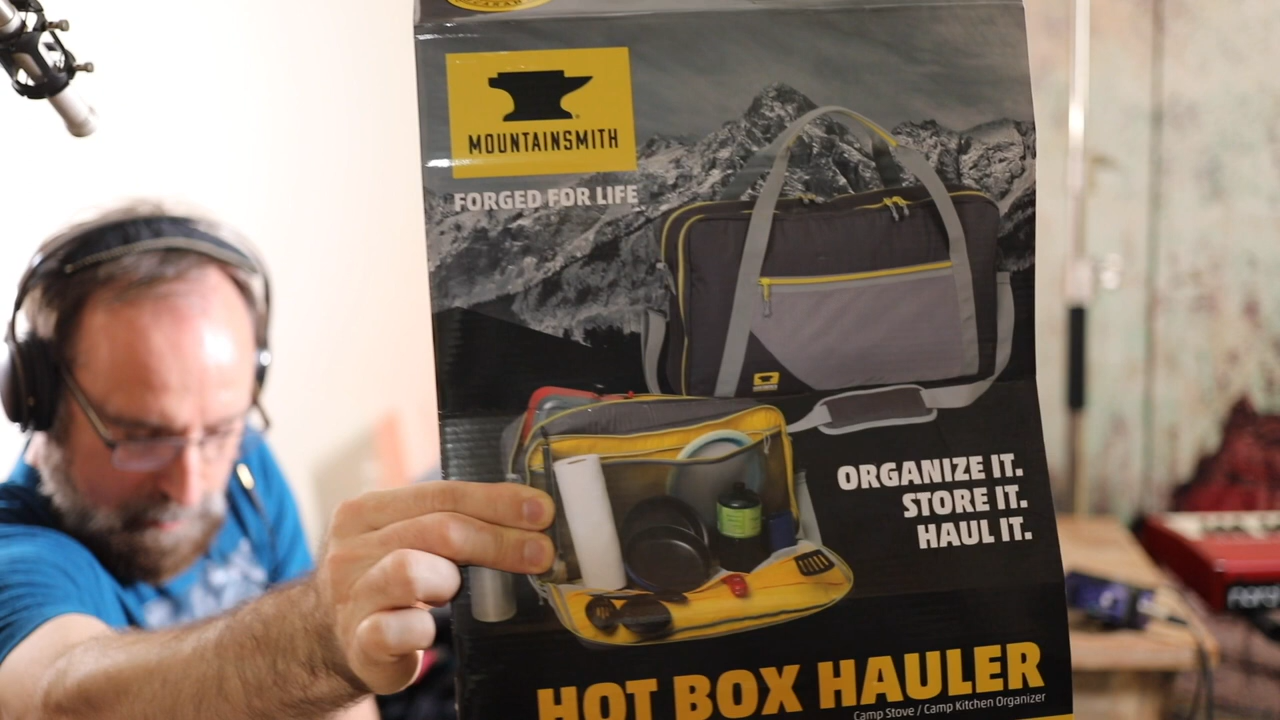 MOUNTAINSMITH
FORGED FOR LIFE
ORGANIZE IT.
STORE IT.
HAUL IT.
HOT BOX HAULER
Camp Stove / Camp Kitchen Organizer